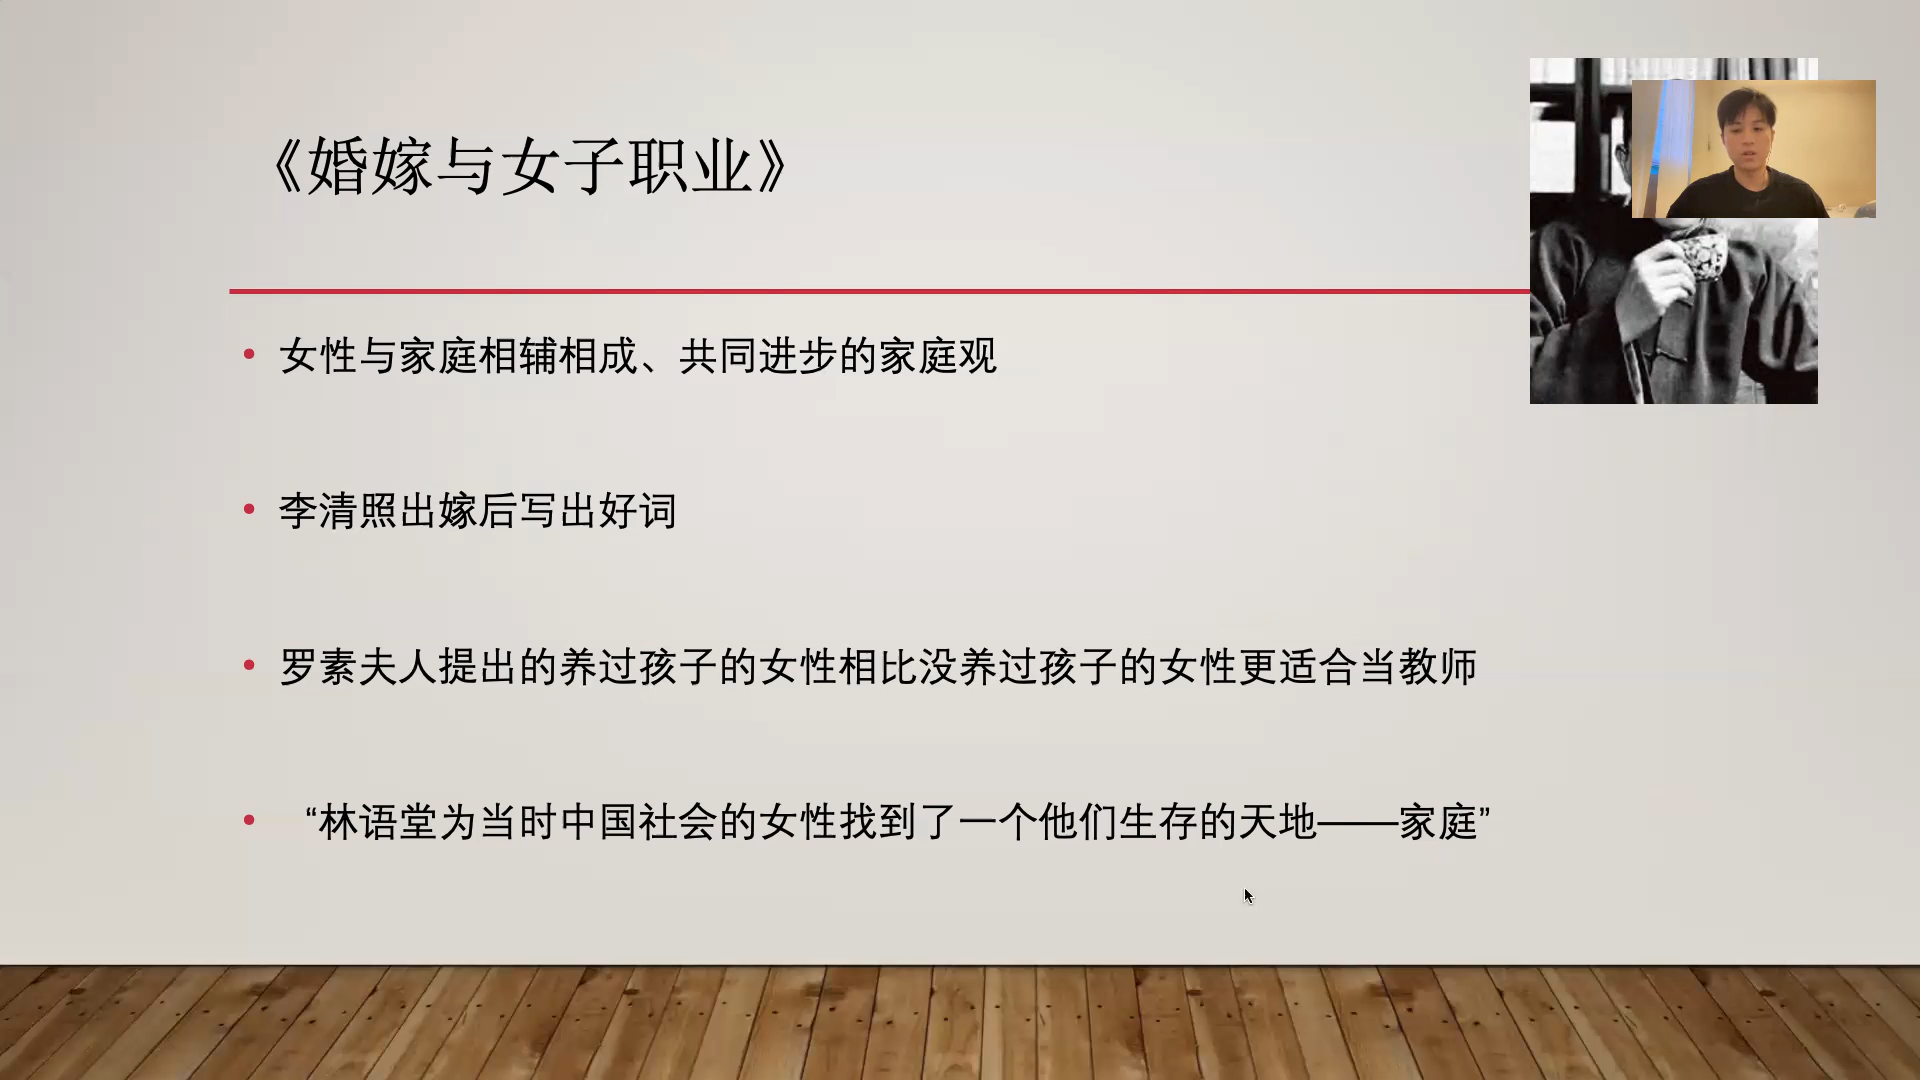 《婚嫁与女子职业》
• 女性与家庭相辅相成、共同进步的家庭观
• 李清照出嫁后写出好词
• 罗素夫人提出的养过孩子的女性相比没养过孩子的女性更适合当教师
• “林语堂为当时中国社会的女性找到了一个他们生存的天地——家庭”